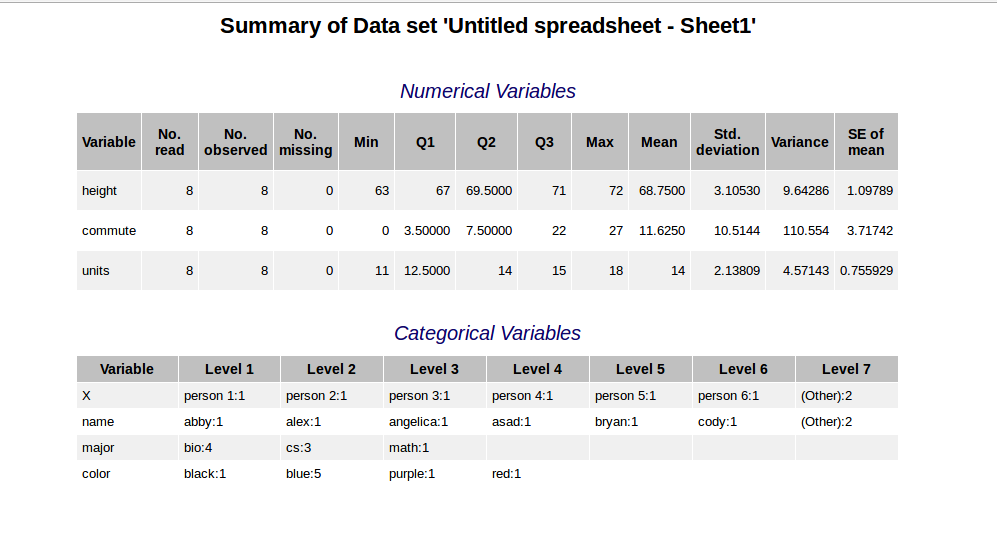 Summary of Data set 'Untitled spreadsheet - Sheet1'
Numerical Variables
Variable No. read No. observed No. missing Min Q1 Q2 Q3 Max Mean Std. deviation Variance SE of mean
height 8 8 0 63 67 69.5000 71 72 68.7500 3.10530 9.64286 1.09789
commute 8 8 0 0 3.50000 7.50000 22 27 11.6250 10.5144 110.554 3.71742
units 8 8 0 11 12.5000 14 15 18 14 2.13809 4.57143 0.755929
Categorical Variables
Variable Level 1 Level 2 Level 3 Level 4 Level 5 Level 6 Level 7
X person 1:1 person 2:1 person 3:1 person 4:1 person 5:1 person 6:1 (Other):2
name abby:1 alex:1 angelica:1 asad:1 bryan:1 cody:1 (Other):2
major bio:4 cs:3 math:1
color black:1 blue:5 purple:1 red:1